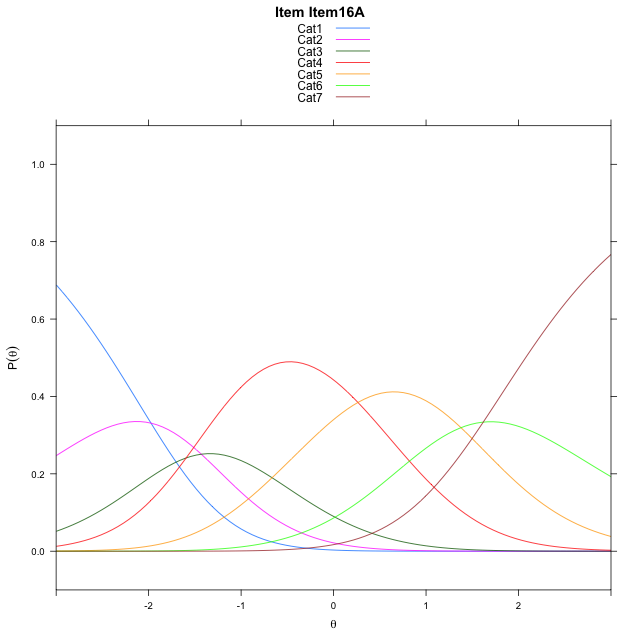 Item Item16A
Cat1
Cat2
Cat3
Cat4
Cat5
Cat6
Cat7
1.0
0.8
0.6
0.4
0.2
0.0
P(θ)
-2 -1 0 1 2
θ